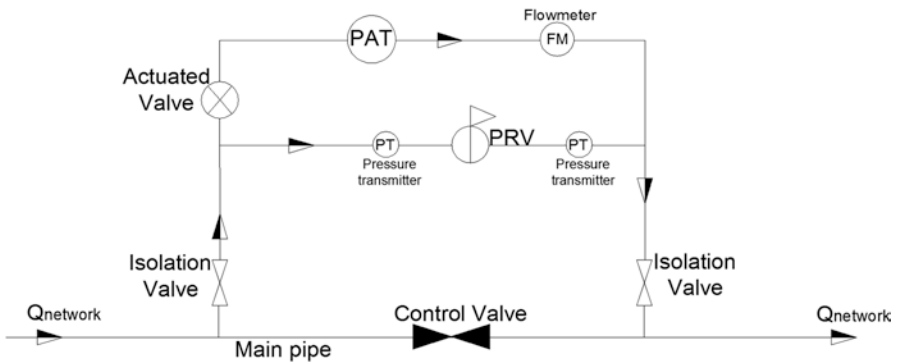 Flowmeter
PAT
FM
Actuated
Valve
PRV
PT
PT
Pressure
transmitter
Pressure
transmitter
Isolation
Valve
Isolation
Valve
Qnetwork
Control Valve
Qnetwork
Main pipe